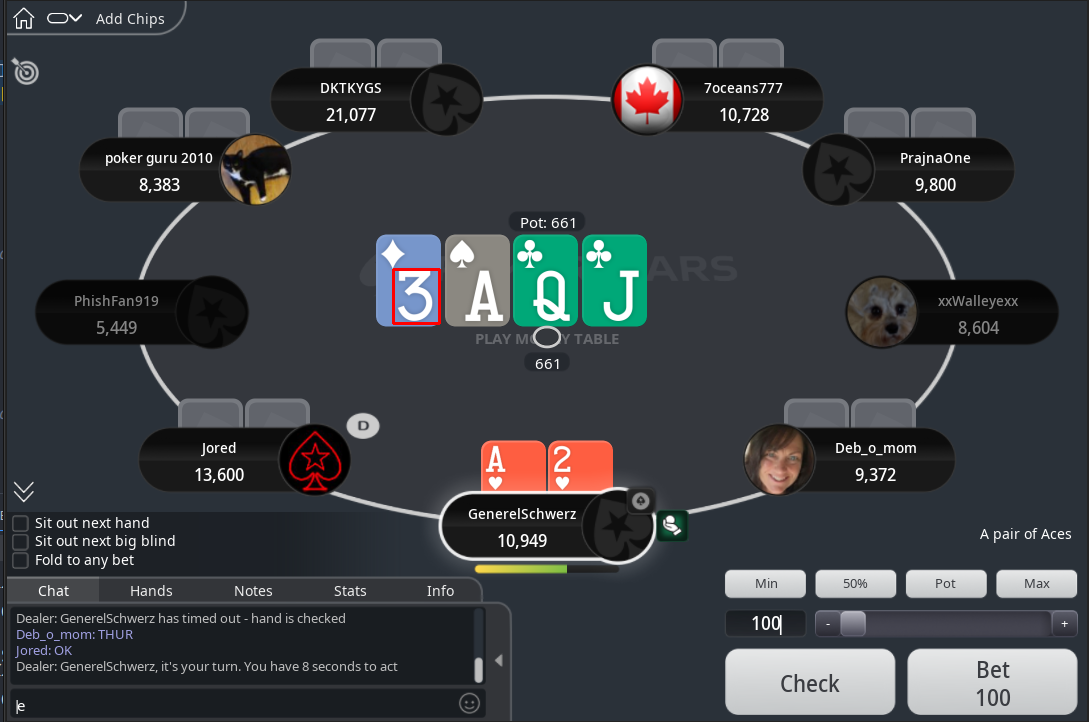 Add Chips
DKTKYGS
21,077
7oceans777
10,728
poker guru 2010
8,383
PrajnaOne
9,800
Pot: 661
3 A Q J
ARS
PLAY MONEY TABLE
661
PhishFan919
5,449
xxWalleyexx
8,604
D
Jored
13,600
A 2
Deb_o_mom
9,372
GenerelSchwerz
10,949
Sit out next hand
Sit out next big blind
Fold to any bet
A pair of Aces
Chat Hands Notes Stats Info
Dealer: GenerelSchwerz has timed out - hand is checked
Deb_o_mom: THUR
Jored: OK
Dealer: GenerelSchwerz, it's your turn. You have 8 seconds to act
e
Min 50% Pot Max
100 - +
Check
Bet
100